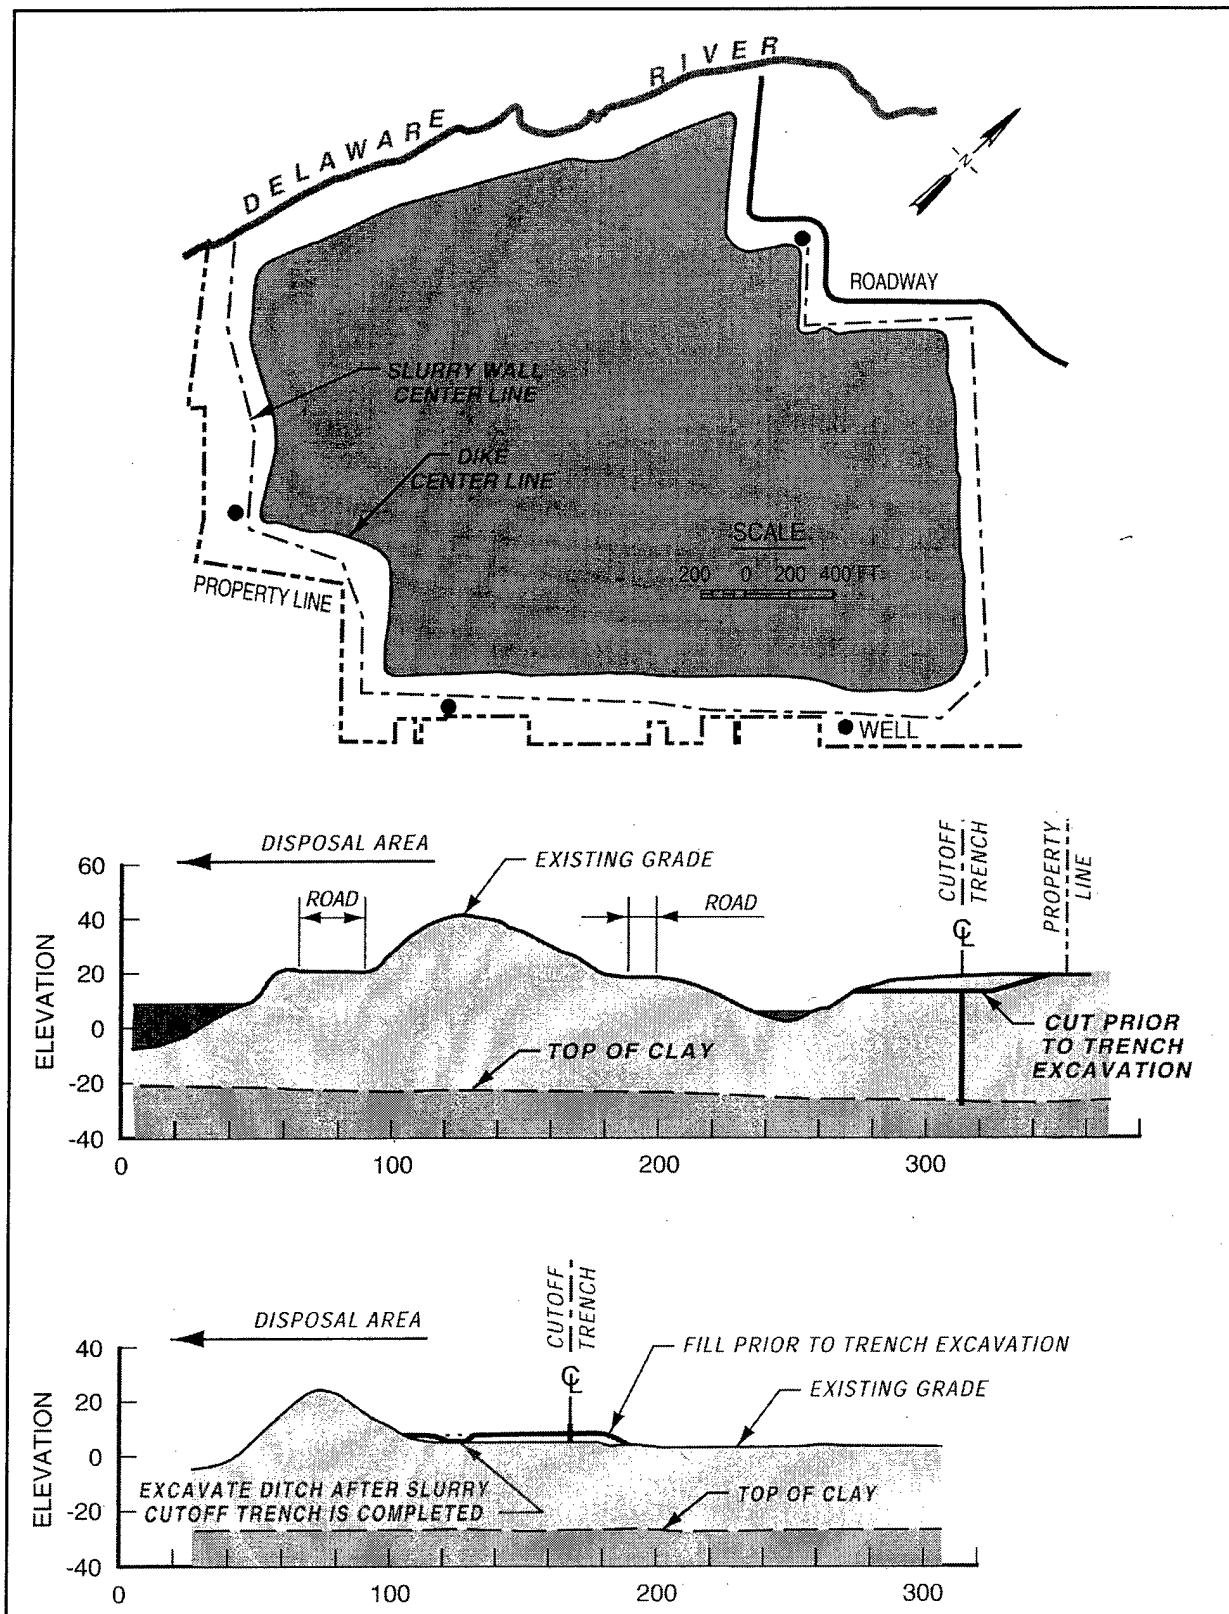 DELAWARE RIVER
N
ROADWAY
SLURRY WALL
CENTER LINE
DIKE
CENTER LINE
SCALE
200 0 200 400 FT
PROPERTY LINE
WELL
DISPOSAL AREA
EXISTING GRADE
CUTOFF
TRENCH
PROPERTY
LINE
ROAD
ROAD
℄
60
40
20
0
-20
-40
ELEVATION
TOP OF CLAY
CUT PRIOR
TO TRENCH
EXCAVATION
0 100 200 300
DISPOSAL AREA
CUTOFF
TRENCH
FILL PRIOR TO TRENCH EXCAVATION
℄
EXISTING GRADE
40
20
0
-20
-40
ELEVATION
EXCAVATE DITCH AFTER SLURRY
CUTOFF TRENCH IS COMPLETED
TOP OF CLAY
0 100 200 300